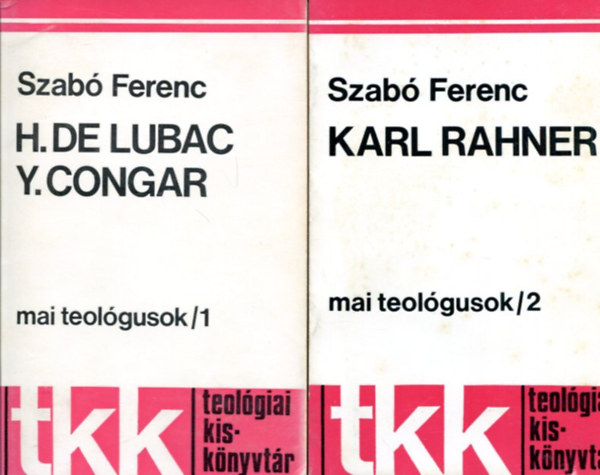 Szabó Ferenc
H. DE LUBAC
Y. CONGAR
mai teológusok/1
tkk
teológiai
kis-
könyvtár
Szabó Ferenc
KARL RAHNER
mai teológusok/2
tkk
teológia
kis-
könyvtá